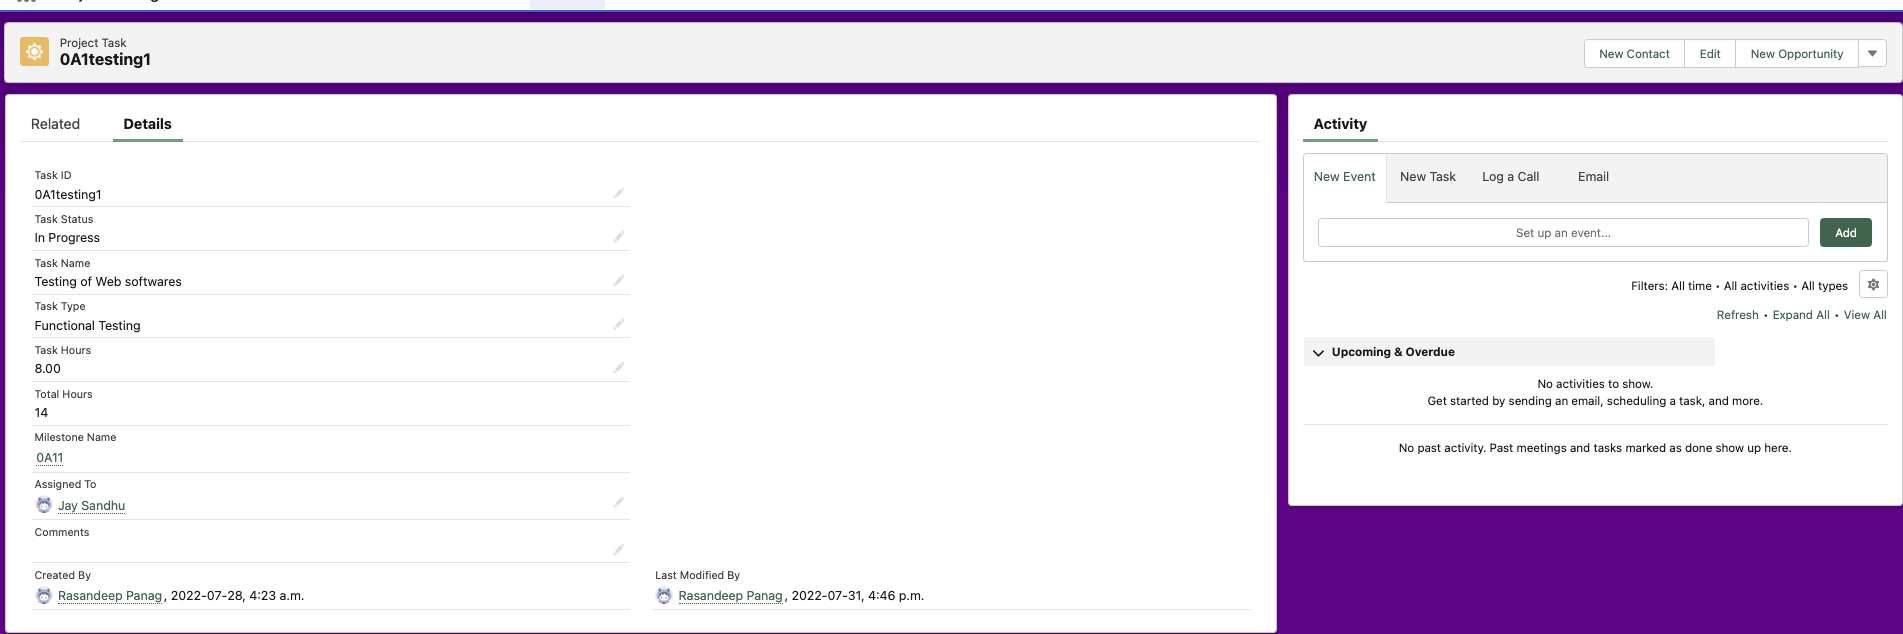 Project Task
0A1testing1
New Contact
Edit
New Opportunity
Related
Details
Task ID
0A1testing1
Task Status
In Progress
Task Name
Testing of Web softwares
Task Type
Functional Testing
Task Hours
8.00
Total Hours
14
Milestone Name
0A11
Assigned To
Jay Sandhu
Comments
Created By
Rasandeep Panag, 2022-07-28, 4:23 a.m.
Last Modified By
Rasandeep Panag, 2022-07-31, 4:46 p.m.
Activity
New Event
New Task
Log a Call
Email
Set up an event...
Add
Filters: All time • All activities • All types
Refresh • Expand All • View All
Upcoming & Overdue
No activities to show.
Get started by sending an email, scheduling a task, and more.
No past activity. Past meetings and tasks marked as done show up here.